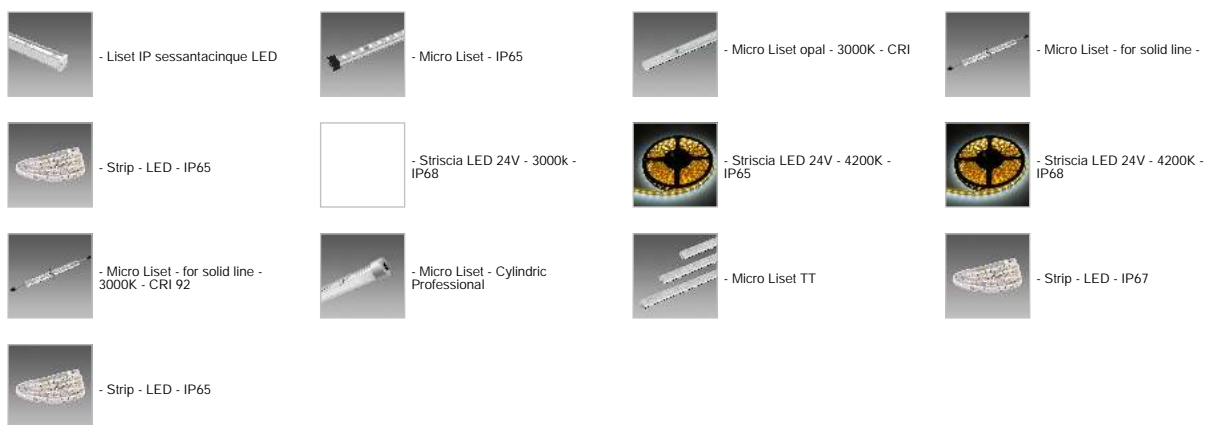 - Liset IP sessantacinque LED
- Micro Liset - IP65
- Micro Liset opal - 3000K - CRI
- Micro Liset - for solid line -
- Strip - LED - IP65
- Striscia LED 24V - 3000k -
IP68
- Striscia LED 24V - 4200K -
IP65
- Striscia LED 24V - 4200K -
IP68
- Micro Liset - for solid line -
3000K - CRI 92
- Micro Liset - Cylindric
Professional
- Micro Liset TT
- Strip - LED - IP67
- Strip - LED - IP65